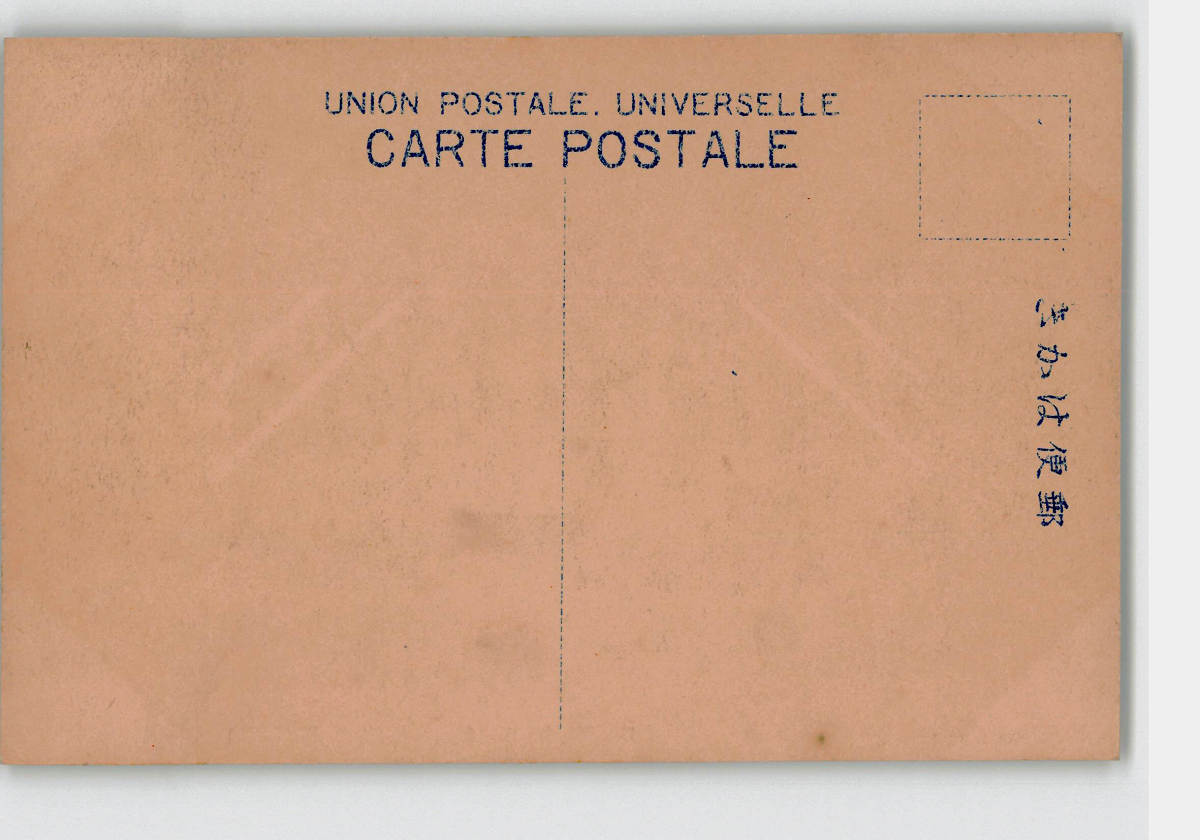 UNION POSTALE. UNIVERSELLE
CARTE POSTALE
郵便はかき